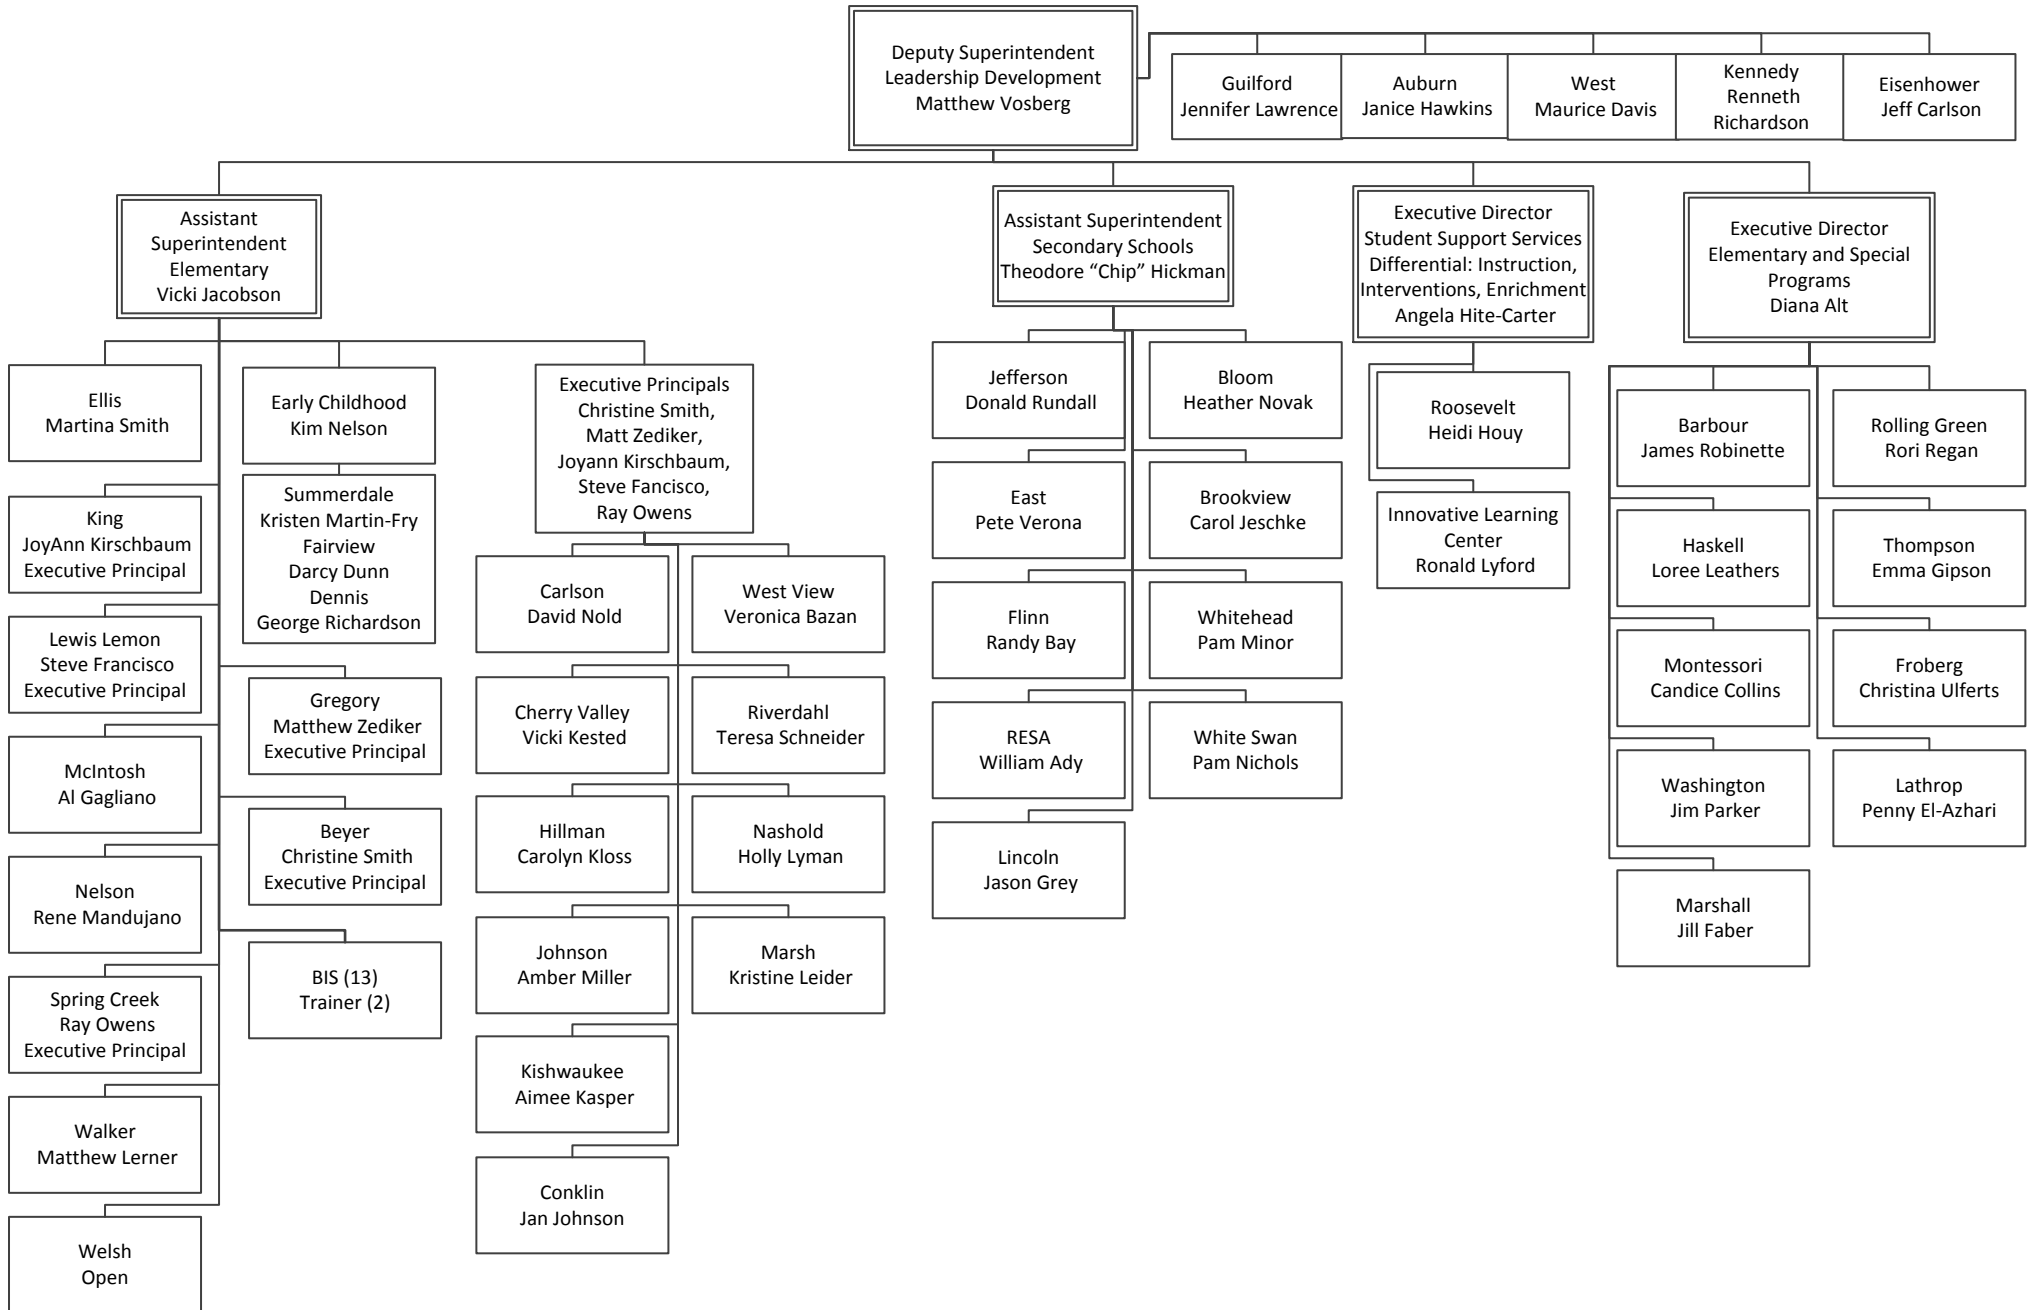 Deputy Superintendent
Leadership Development
Matthew Vosberg
Guilford
Jennifer Lawrence
Auburn
Janice Hawkins
West
Maurice Davis
Kennedy
Renneth
Richardson
Eisenhower
Jeff Carlson
Assistant
Superintendent
Elementary
Vicki Jacobson
Assistant Superintendent
Secondary Schools
Theodore “Chip” Hickman
Executive Director
Student Support Services
Differential: Instruction,
Interventions, Enrichment
Angela Hite-Carter
Executive Director
Elementary and Special
Programs
Diana Alt
Ellis
Martina Smith
King
JoyAnn Kirschbaum
Executive Principal
Lewis Lemon
Steve Francisco
Executive Principal
McIntosh
Al Gagliano
Nelson
Rene Mandujano
Spring Creek
Ray Owens
Executive Principal
Walker
Matthew Lerner
Welsh
Open
Early Childhood
Kim Nelson
Summerdale
Kristen Martin-Fry
Fairview
Darcy Dunn
Dennis
George Richardson
Gregory
Matthew Zediker
Executive Principal
Beyer
Christine Smith
Executive Principal
BIS (13)
Trainer (2)
Executive Principals
Christine Smith,
Matt Zediker,
Joyann Kirschbaum,
Steve Fancisco,
Ray Owens
Carlson
David Nold
West View
Veronica Bazan
Cherry Valley
Vicki Kested
Riverdahl
Teresa Schneider
Hillman
Carolyn Kloss
Nashold
Holly Lyman
Johnson
Amber Miller
Marsh
Kristine Leider
Kishwaukee
Aimee Kasper
Conklin
Jan Johnson
Jefferson
Donald Rundall
Bloom
Heather Novak
East
Pete Verona
Brookview
Carol Jeschke
Flinn
Randy Bay
Whitehead
Pam Minor
RESA
William Ady
White Swan
Pam Nichols
Lincoln
Jason Grey
Roosevelt
Heidi Houy
Innovative Learning
Center
Ronald Lyford
Barbour
James Robinette
Rolling Green
Rori Regan
Haskell
Loree Leathers
Thompson
Emma Gipson
Montessori
Candice Collins
Froberg
Christina Ulferts
Washington
Jim Parker
Lathrop
Penny El-Azhari
Marshall
Jill Faber